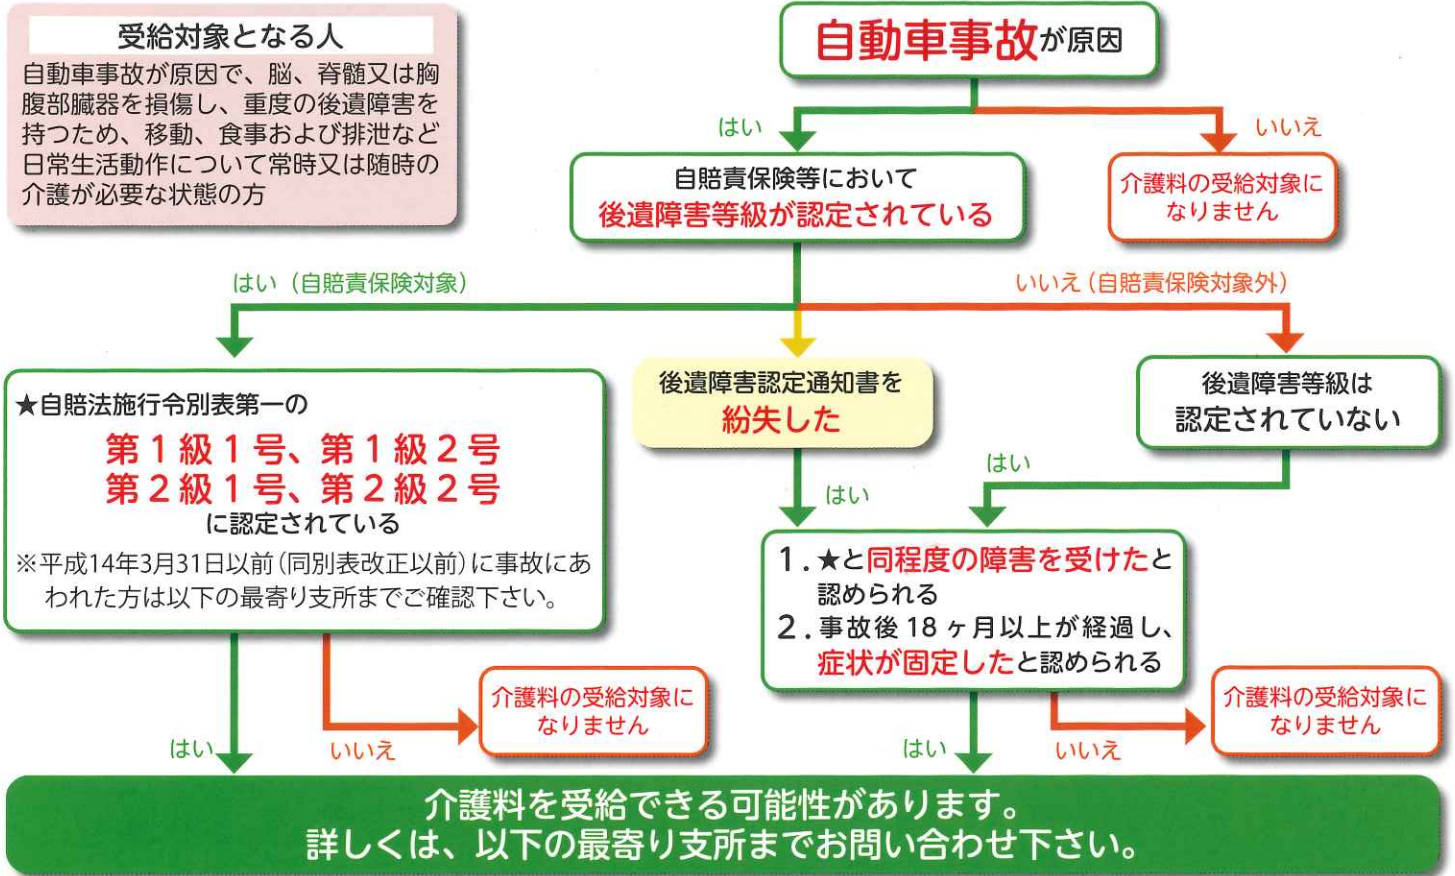 受給対象となる人
自動車事故が原因で、脳、脊髄又は胸
腹部臓器を損傷し、重度の後遺障害を
持つため、移動、食事および排泄など
日常生活動作について常時又は随時の
介護が必要な状態の方
自動車事故が原因
はい
いいえ
自賠責保険等において
後遺障害等級が認定されている
介護料の受給対象に
なりません
はい（自賠責保険対象）
いいえ（自賠責保険対象外）
★自賠法施行令別表第一の
第１級１号、第１級２号
第２級１号、第２級２号
に認定されている
※平成14年3月31日以前（同別表改正以前）に事故にあ
われた方は以下の最寄り支所までご確認下さい。
後遺障害認定通知書を
紛失した
後遺障害等級は
認定されていない
はい
はい
1．★と同程度の障害を受けたと
認められる
2．事故後18ヶ月以上が経過し、
症状が固定したと認められる
はい
いいえ
介護料の受給対象に
なりません
はい
いいえ
介護料の受給対象に
なりません
介護料を受給できる可能性があります。
詳しくは、以下の最寄り支所までお問い合わせ下さい。